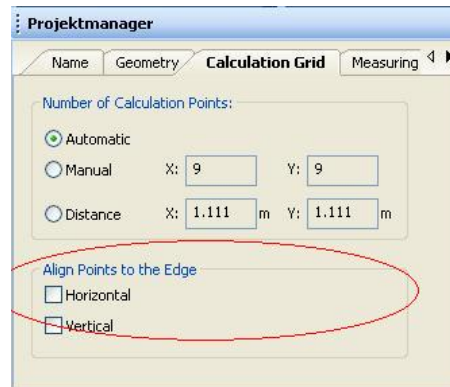 Projektmanager
Name Geometry Calculation Grid Measuring
Number of Calculation Points:
Automatic
Manual X: 9 Y: 9
Distance X: 1.111 m Y: 1.111 m
Align Points to the Edge
Horizontal
Vertical